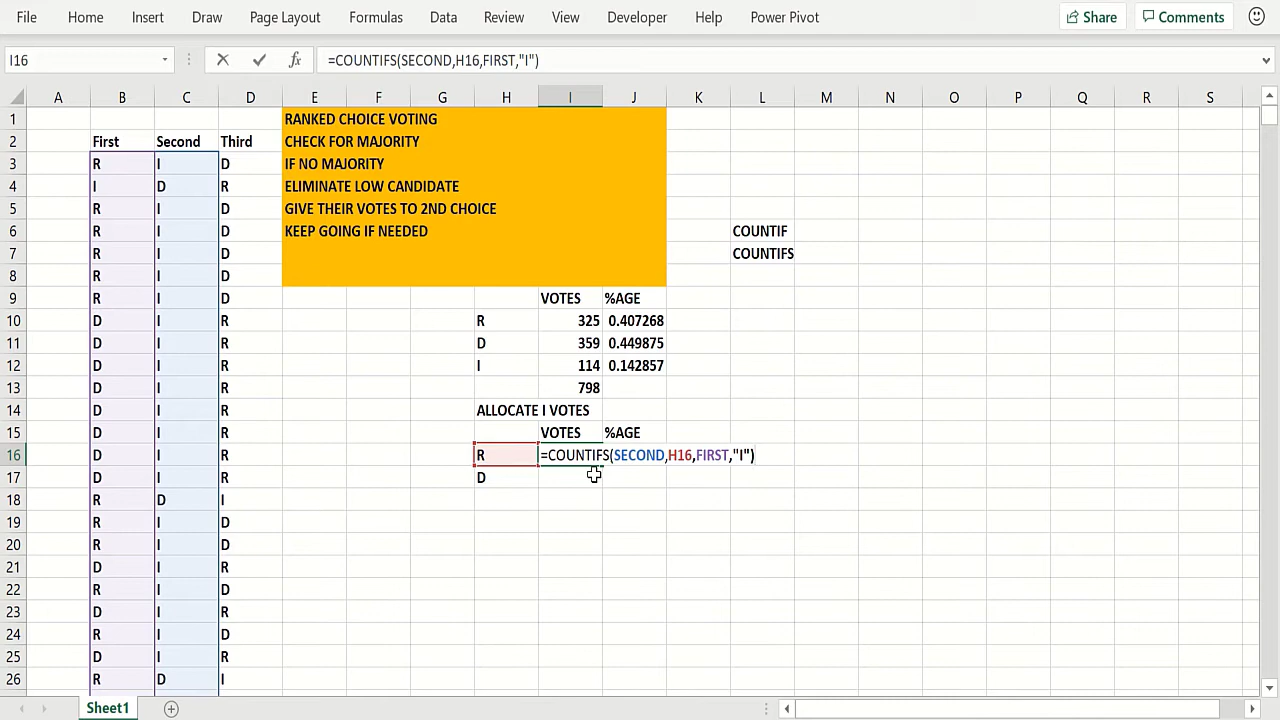 File Home Insert Draw Page Layout Formulas Data Review View Developer Help Power Pivot Share Comments
I16 fx =COUNTIFS(SECOND,H16,FIRST,"I")
A B C D E F G H I J K L M N O P Q R S
1 RANKED CHOICE VOTING
2 First Second Third CHECK FOR MAJORITY
3 R I D IF NO MAJORITY
4 I D R ELIMINATE LOW CANDIDATE
5 R I D GIVE THEIR VOTES TO 2ND CHOICE
6 R I D KEEP GOING IF NEEDED COUNTIF
7 R I D COUNTIFS
8 R I D
9 R I D VOTES %AGE
10 D I R R 325 0.407268
11 D I R D 359 0.449875
12 D I R I 114 0.142857
13 D I R 798
14 D I R ALLOCATE I VOTES
15 D I R VOTES %AGE
16 D I R R =COUNTIFS(SECOND,H16,FIRST,"I")
17 D I R D
18 R D I
19 R I D
20 R I D
21 D I R
22 R I D
23 D I R
24 R I D
25 D I R
26 R D I
Sheet1